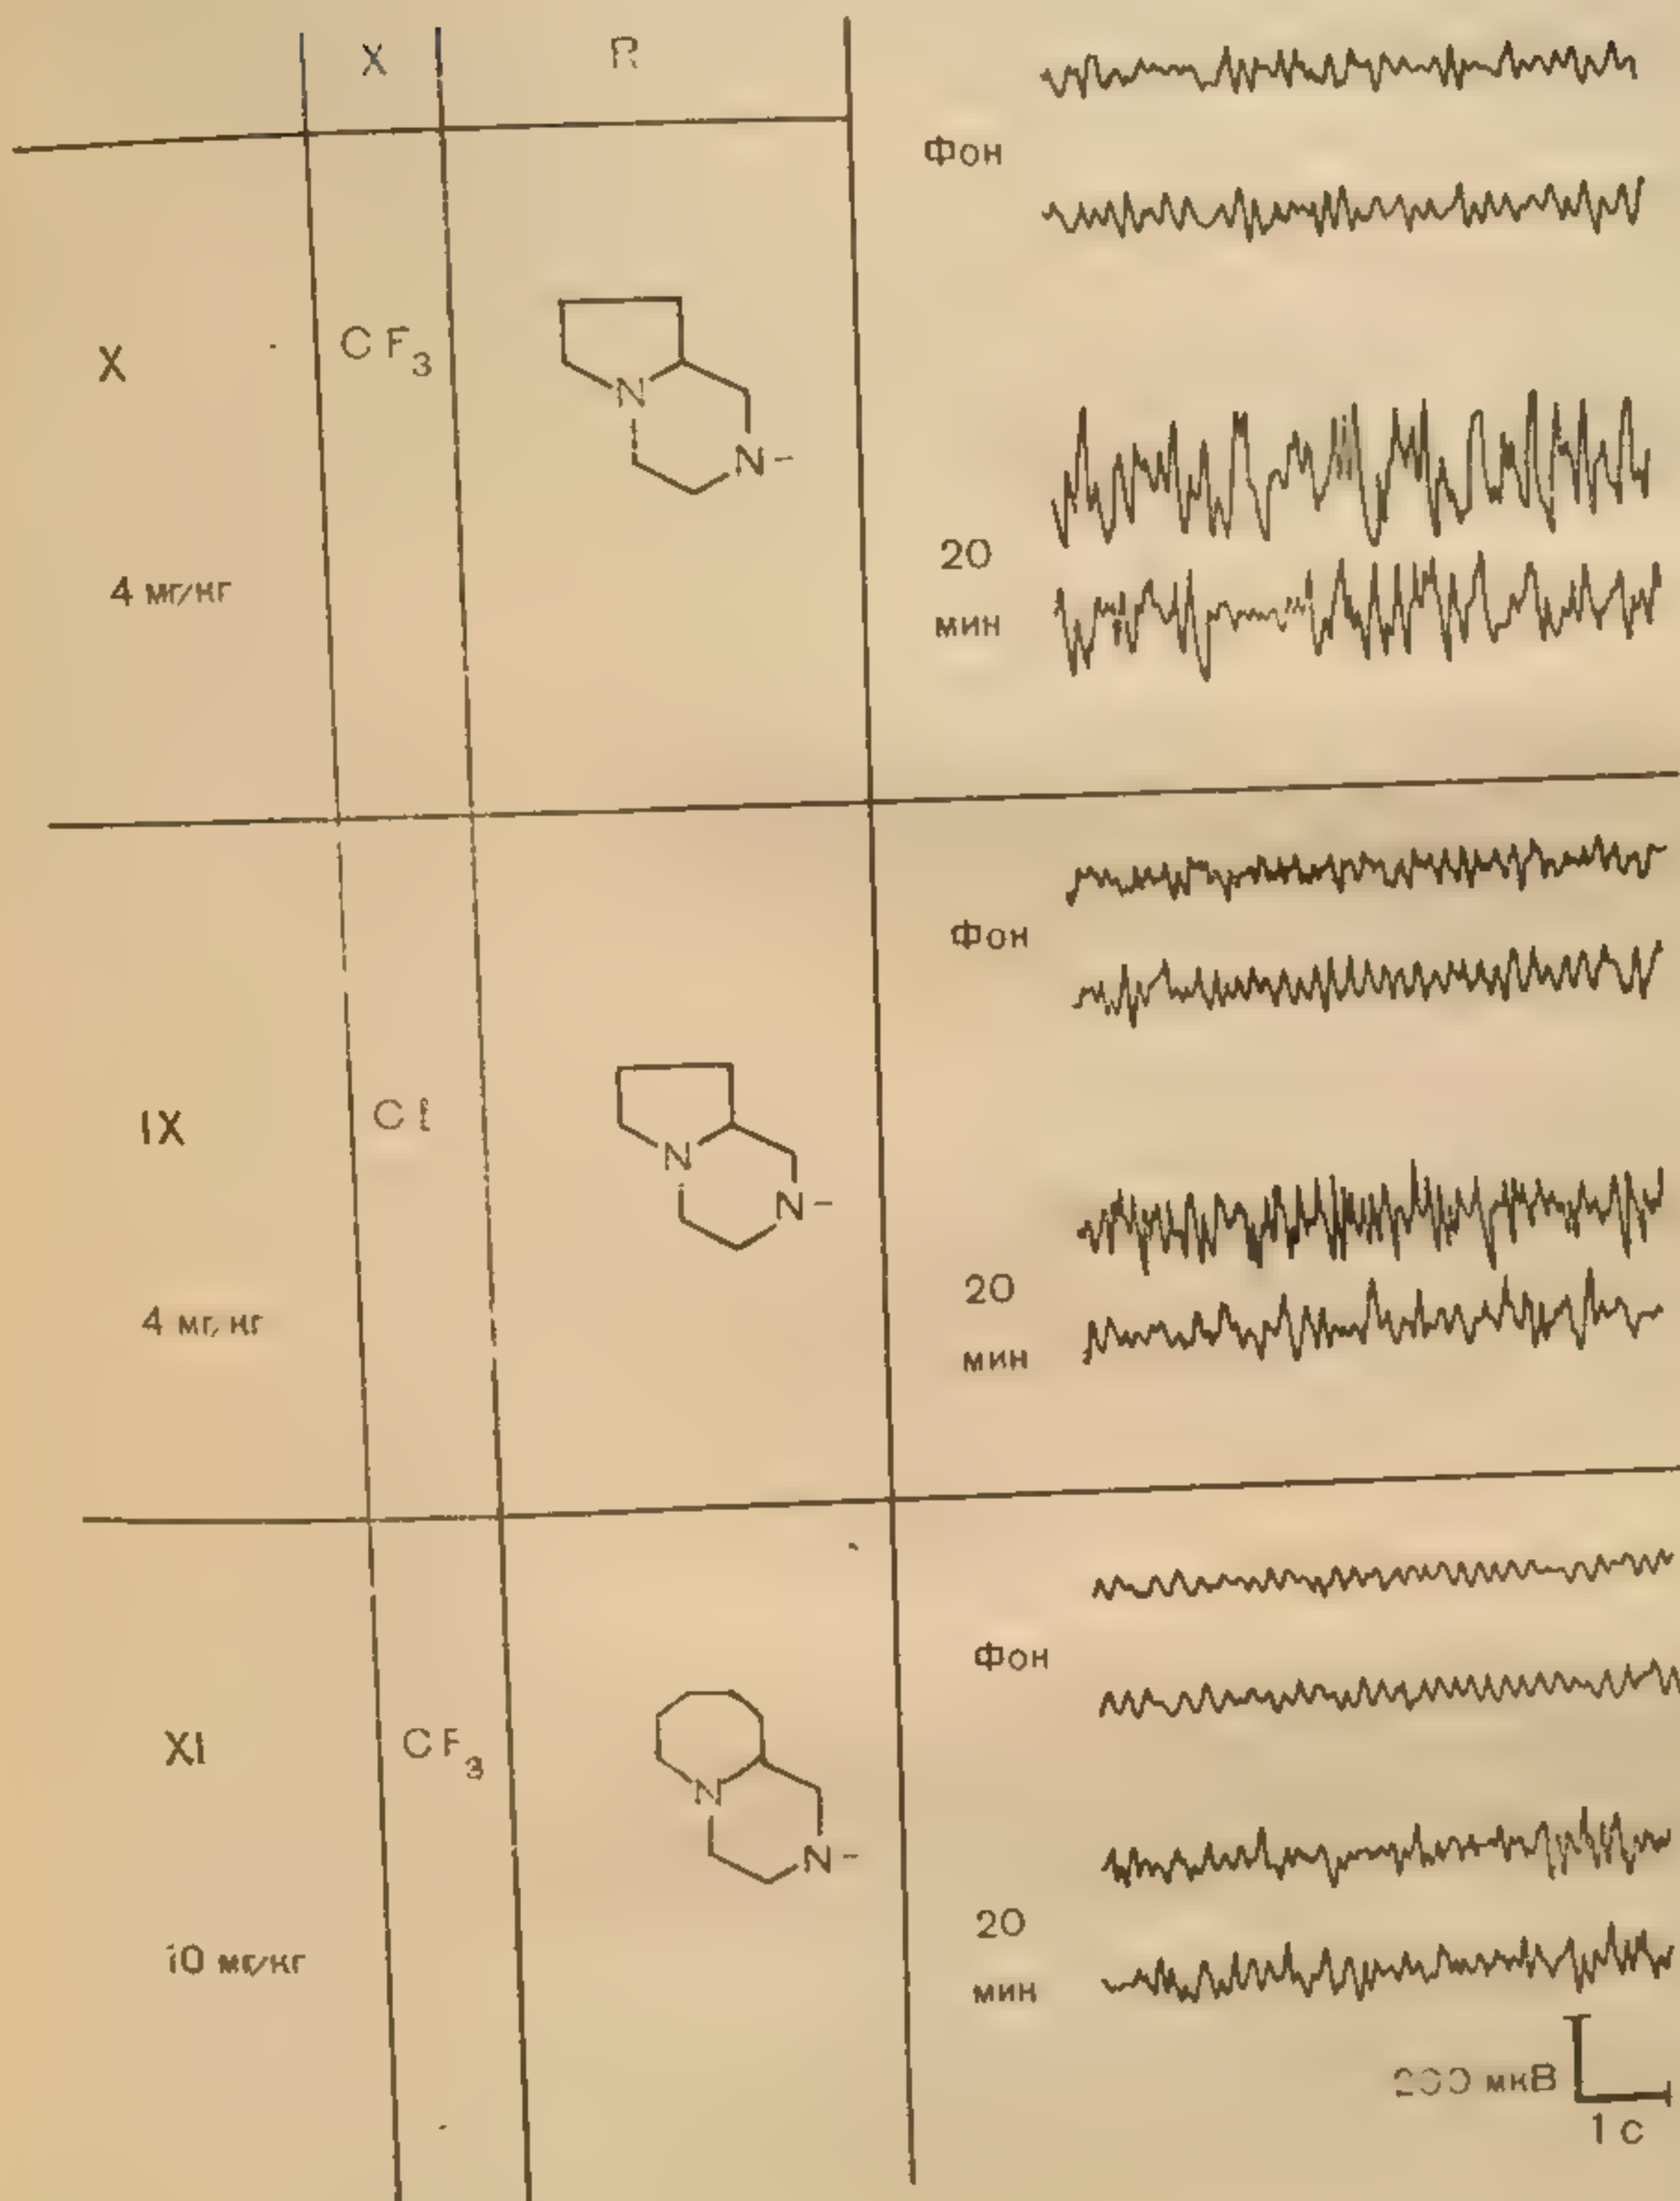 X R
Фон
X CF3
N
N
4 мг/кг
20
мин
Фон
IX Cl
N
N
4 мг/кг
20
мин
Фон
XI CF3
N
N
10 мг/кг
20
мин
200 мкВ
1 с